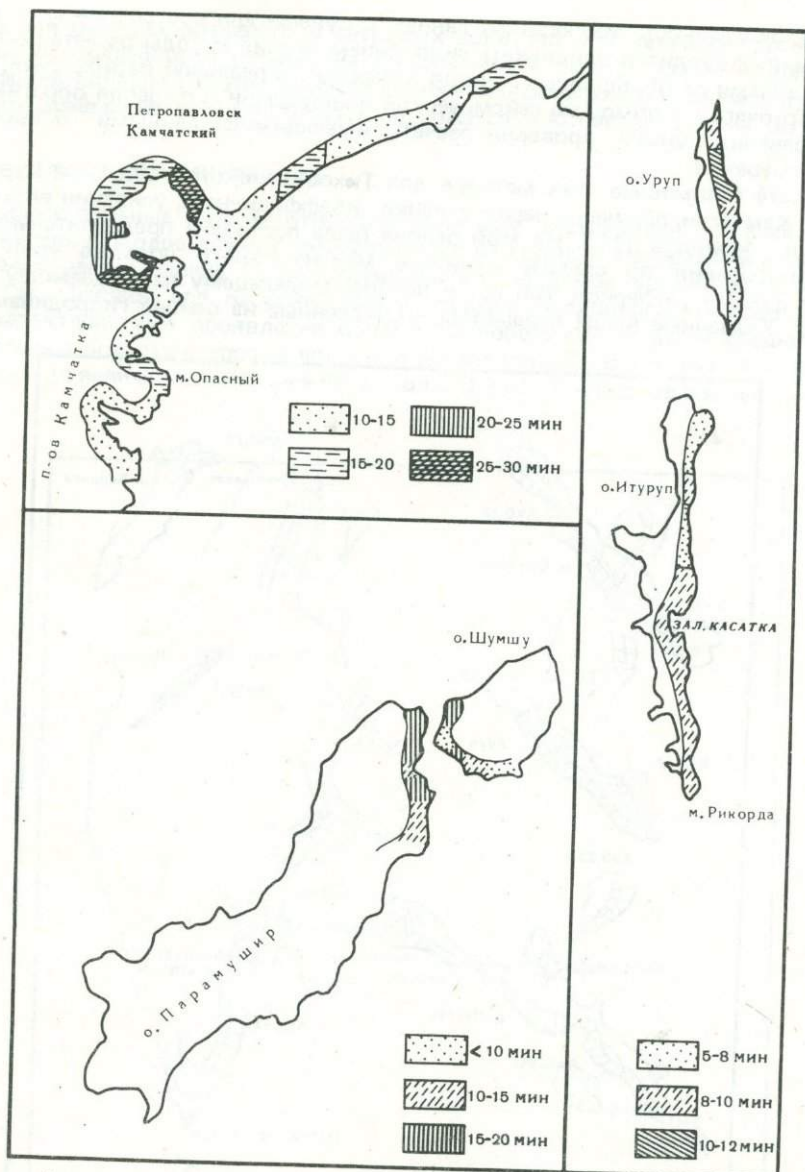 Петропавловск
Камчатский
п-ов Камчатка
м.Опасный
10-15
15-20
20-25 мин
25-30 мин
о.Шумшу
о. Парамушир
< 10 мин
10-15 мин
15-20 мин
о.Уруп
о.Итуруп
ЗАЛ. КАСАТКА
м. Рикорда
5-8 мин
8-10 мин
10-12 мин